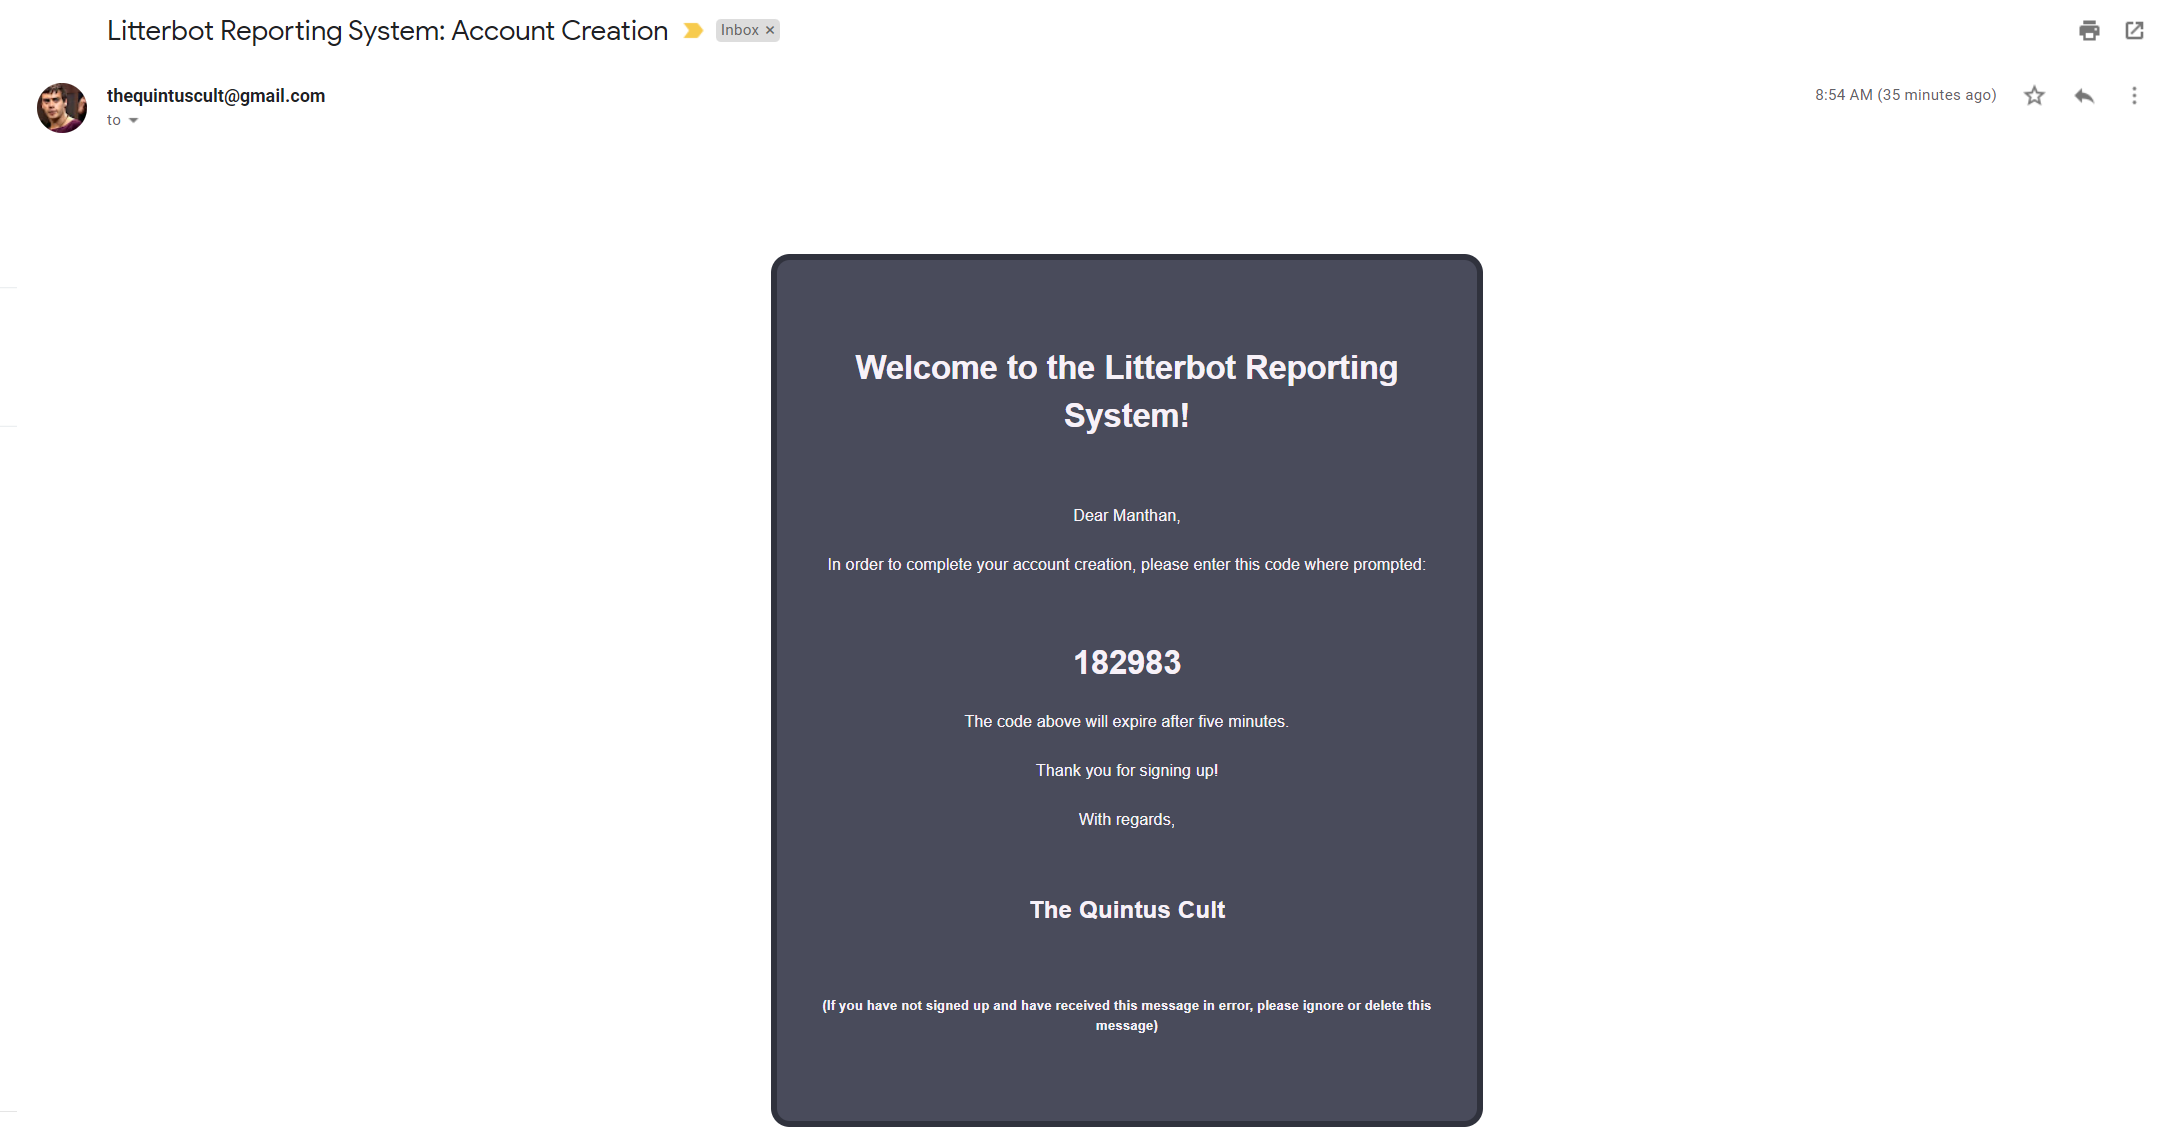 Litterbot Reporting System: Account Creation
Inbox ×
thequintuscult@gmail.com
8:54 AM (35 minutes ago)
to
Welcome to the Litterbot Reporting
System!
Dear Manthan,
In order to complete your account creation, please enter this code where prompted:
182983
The code above will expire after five minutes.
Thank you for signing up!
With regards,
The Quintus Cult
(If you have not signed up and have received this message in error, please ignore or delete this
message)